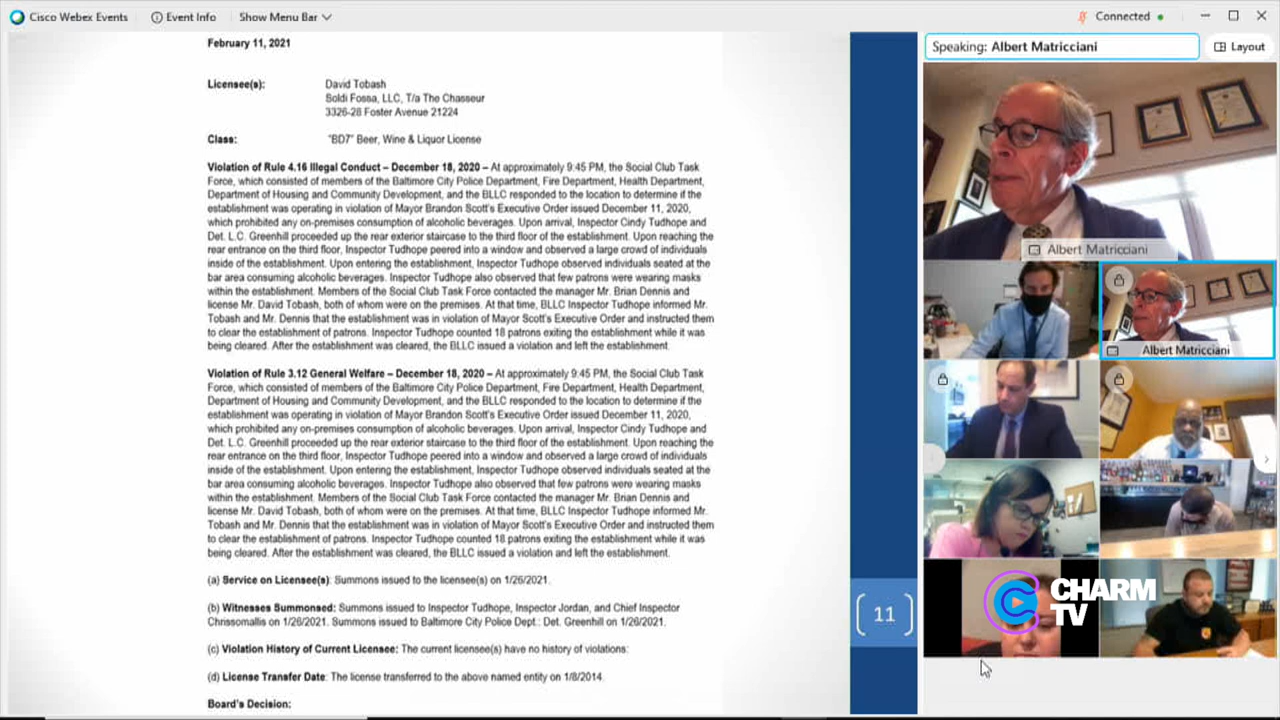 Cisco Webex Events
Event Info
Show Menu Bar
Connected
February 11, 2021
Speaking: Albert Matricciani
Layout
Licensee(s): David Tobash
Soldi Fossa, LLC, T/a The Chasseur
3326-28 Foster Avenue 21224
Class: "BD7" Beer, Wine & Liquor License
Violation of Rule 4.16 Illegal Conduct – December 18, 2020 – At approximately 9:45 PM, the Social Club Task
Force, which consisted of members of the Baltimore City Police Department, Fire Department, Health Department,
Department of Housing and Community Development, and the BLLC responded to the location to determine if the
establishment was operating in violation of Mayor Brandon Scott's Executive Order issued December 11, 2020,
which prohibited any on-premises consumption of alcoholic beverages. Upon arrival, Inspector Cindy Tudhope and
Det. L.C. Greenhill proceeded up the rear exterior staircase to the third floor of the establishment. Upon reaching the
rear entrance on the third floor, Inspector Tudhope peered into a window and observed a large crowd of individuals
inside of the establishment. Upon entering the establishment, Inspector Tudhope observed individuals seated at the
bar area consuming alcoholic beverages. Inspector Tudhope also observed that few patrons were wearing masks
within the establishment. Members of the Social Club Task Force contacted the manager Mr. Brian Dennis and
license Mr. David Tobash, both of whom were on the premises. At that time, BLLC Inspector Tudhope informed Mr.
Tobash and Mr. Dennis that the establishment was in violation of Mayor Scott's Executive Order and instructed them
to clear the establishment of patrons. Inspector Tudhope counted 18 patrons exiting the establishment while it was
being cleared. After the establishment was cleared, the BLLC issued a violation and left the establishment.
Violation of Rule 3.12 General Welfare – December 18, 2020 – At approximately 9:45 PM, the Social Club Task
Force, which consisted of members of the Baltimore City Police Department, Fire Department, Health Department,
Department of Housing and Community Development, and the BLLC responded to the location to determine if the
establishment was operating in violation of Mayor Brandon Scott's Executive Order issued December 11, 2020,
which prohibited any on-premises consumption of alcoholic beverages. Upon arrival, Inspector Cindy Tudhope and
Det. L.C. Greenhill proceeded up the rear exterior staircase to the third floor of the establishment. Upon reaching the
rear entrance on the third floor, Inspector Tudhope peered into a window and observed a large crowd of individuals
inside of the establishment. Upon entering the establishment, Inspector Tudhope observed individuals seated at the
bar area consuming alcoholic beverages. Inspector Tudhope also observed that few patrons were wearing masks
within the establishment. Members of the Social Club Task Force contacted the manager Mr. Brian Dennis and
license Mr. David Tobash, both of whom were on the premises. At that time, BLLC Inspector Tudhope informed Mr.
Tobash and Mr. Dennis that the establishment was in violation of Mayor Scott's Executive Order and instructed them
to clear the establishment of patrons. Inspector Tudhope counted 18 patrons exiting the establishment while it was
being cleared. After the establishment was cleared, the BLLC issued a violation and left the establishment.
(a) Service on Licensee(s): Summons issued to the licensee(s) on 1/26/2021.
(b) Witnesses Summonsed: Summons issued to Inspector Tudhope, Inspector Jordan, and Chief Inspector
Chrissomallis on 1/26/2021. Summons issued to Baltimore City Police Dept.: Det. Greenhill on 1/26/2021.
(c) Violation History of Current Licensee: The current licensee(s) have no history of violations:
(d) License Transfer Date: The license transferred to the above named entity on 1/8/2014.
Board's Decision:
11
Albert Matricciani
Albert Matricciani
CHARM
TV